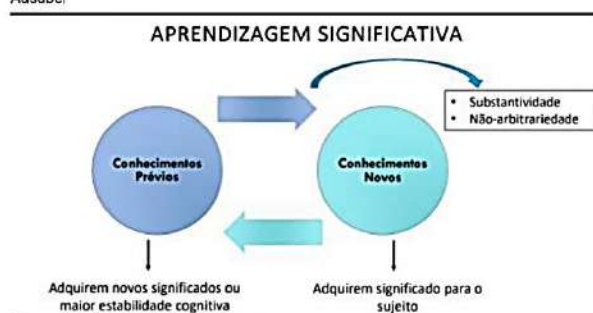 APRENDIZAGEM SIGNIFICATIVA
• Substantividade
• Não-arbitrariedade
Conhecimentos
Prévios
Conhecimentos
Novos
Adquirem novos significados ou
maior estabilidade cognitiva
Adquirem significado para o
sujeito